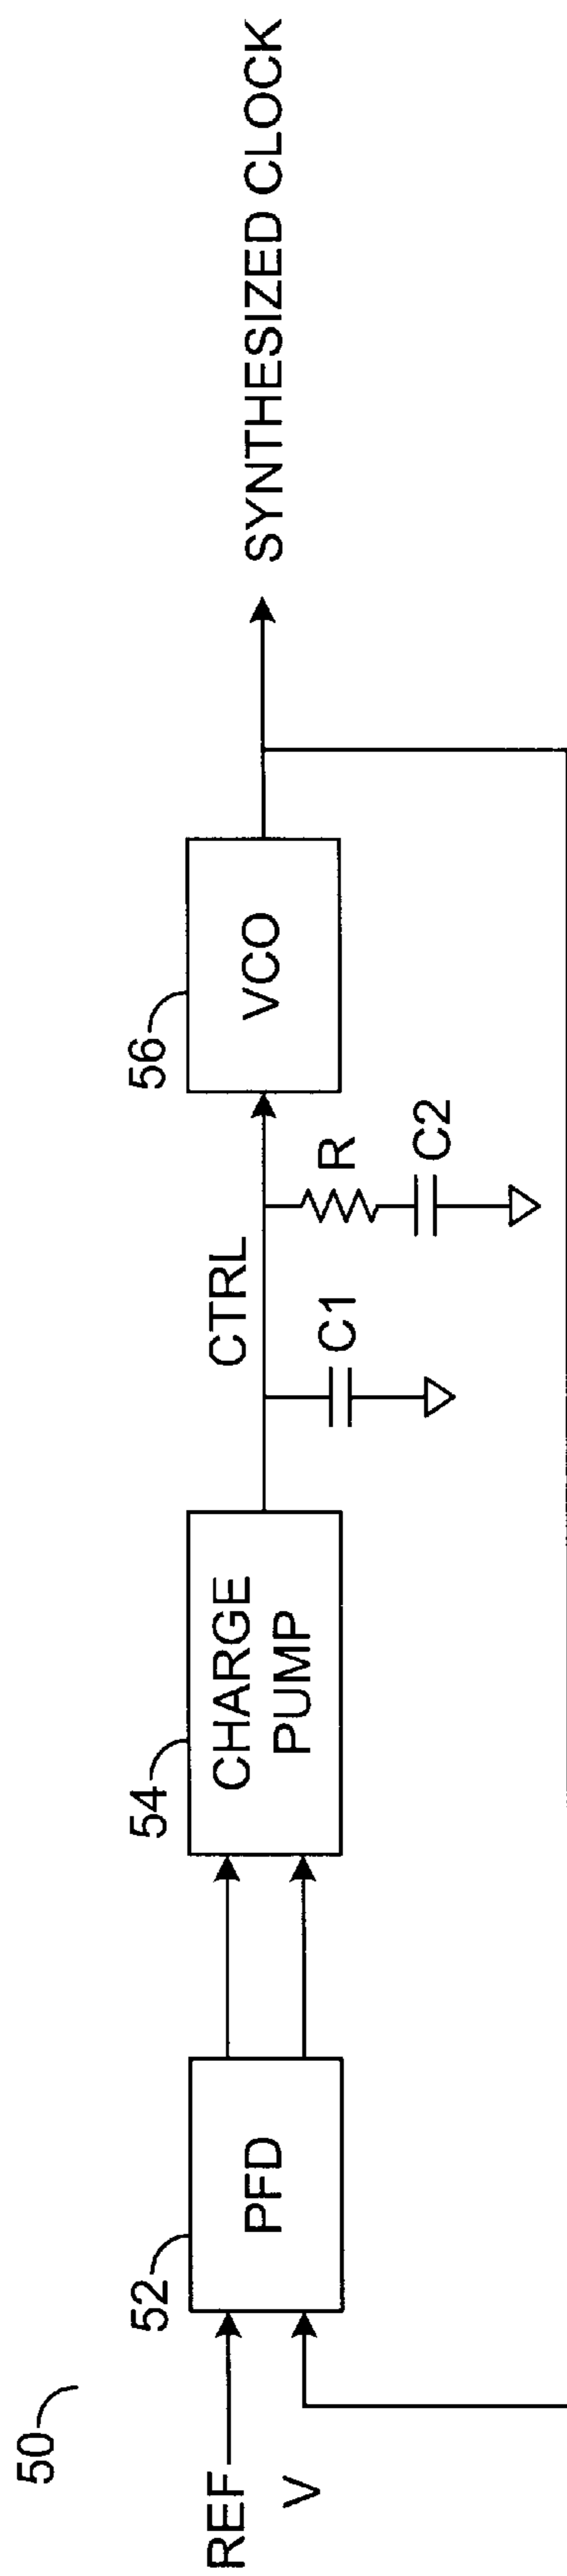 50
REF
V
52
PFD
54
CHARGE
PUMP
CTRL
C1
R
C2
56
VCO
SYNTHESIZED CLOCK